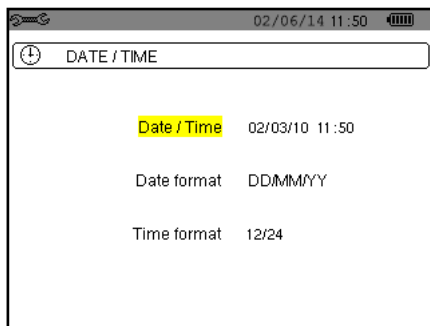 02/06/14 11:50
DATE / TIME
Date / Time 02/03/10 11:50
Date format DD/MM/YY
Time format 12/24